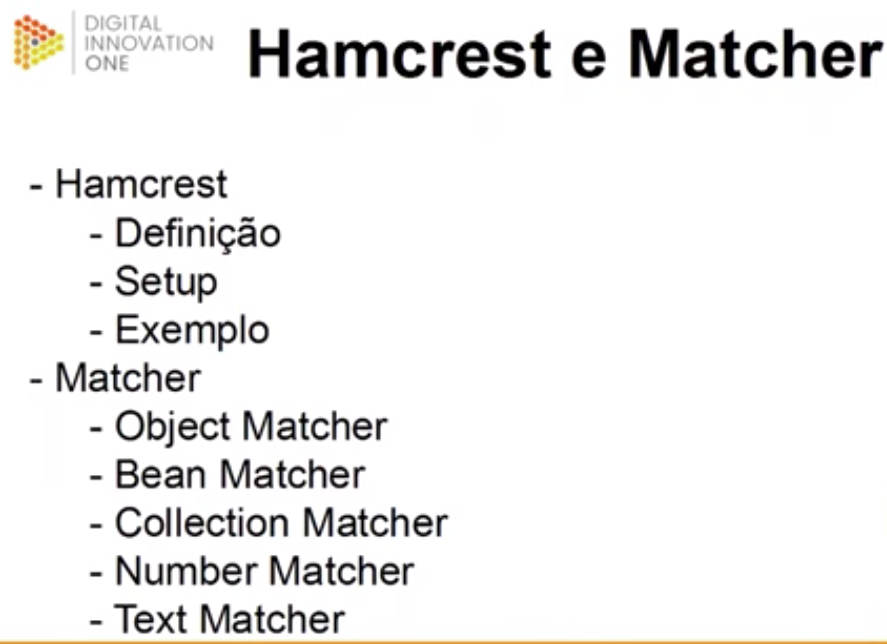 DIGITAL
INNOVATION
ONE
Hamcrest e Matcher
- Hamcrest
- Definição
- Setup
- Exemplo
- Matcher
- Object Matcher
- Bean Matcher
- Collection Matcher
- Number Matcher
- Text Matcher